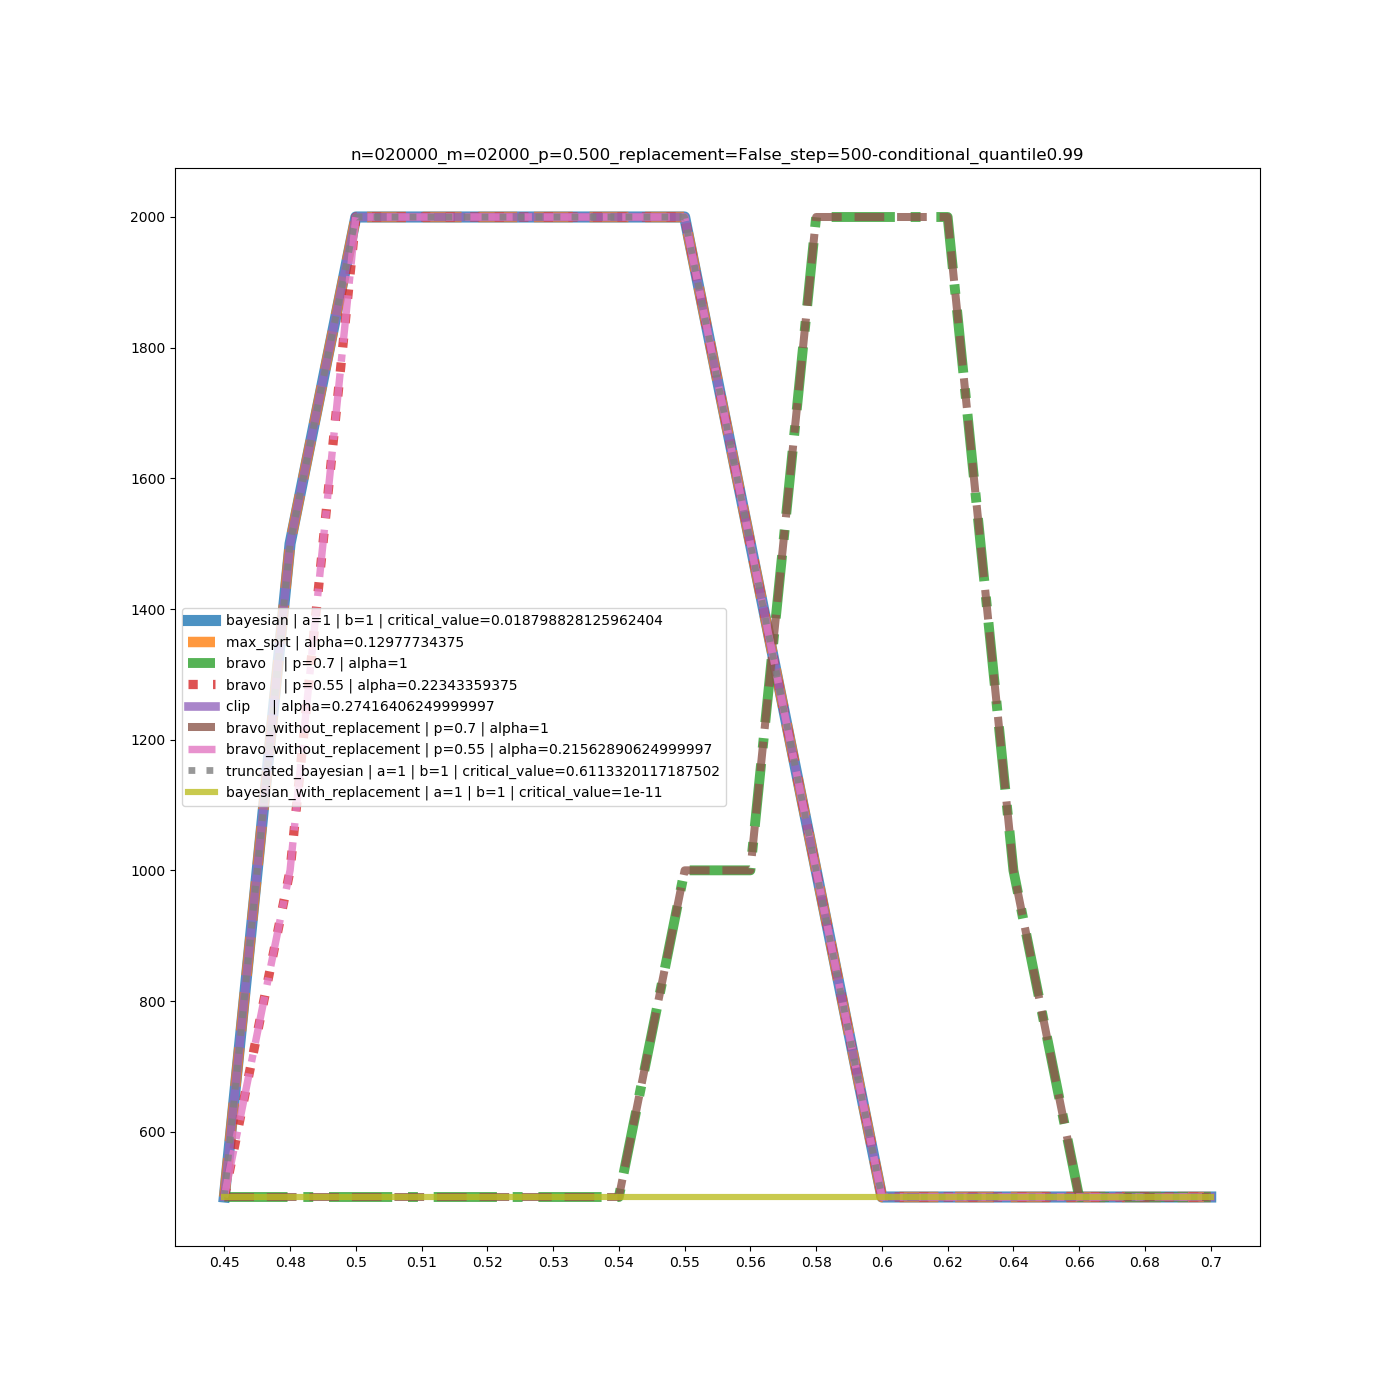 n=020000_m=02000_p=0.500_replacement=False_step=500-conditional_quantile0.99
2000
1800
1600
1400
1200
1000
800
600
bayesian | a=1 | b=1 | critical_value=0.018798828125962404
max_sprt | alpha=0.12977734375
bravo    | p=0.7 | alpha=1
bravo    | p=0.55 | alpha=0.22343359375
clip     | alpha=0.27416406249999997
bravo_without_replacement | p=0.7 | alpha=1
bravo_without_replacement | p=0.55 | alpha=0.21562890624999997
truncated_bayesian | a=1 | b=1 | critical_value=0.6113320117187502
bayesian_with_replacement | a=1 | b=1 | critical_value=1e-11
0.45 0.48 0.5 0.51 0.52 0.53 0.54 0.55 0.56 0.58 0.6 0.62 0.64 0.66 0.68 0.7